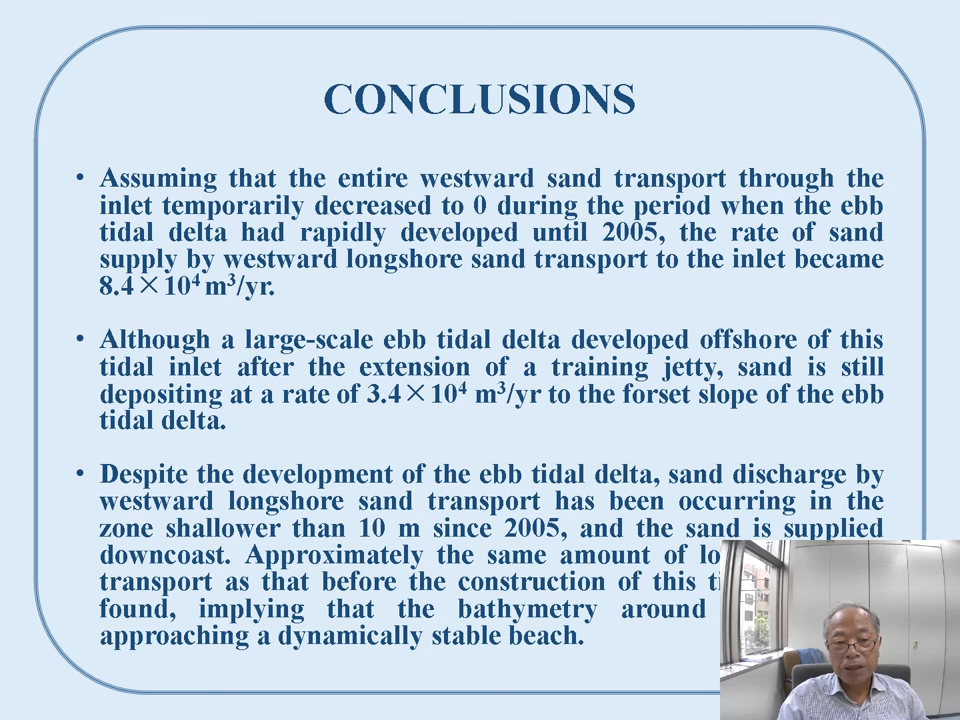 CONCLUSIONS
• Assuming that the entire westward sand transport through the
inlet temporarily decreased to 0 during the period when the ebb
tidal delta had rapidly developed until 2005, the rate of sand
supply by westward longshore sand transport to the inlet became
8.4×10⁴ m³/yr.
• Although a large-scale ebb tidal delta developed offshore of this
tidal inlet after the extension of a training jetty, sand is still
depositing at a rate of 3.4×10⁴ m³/yr to the forset slope of the ebb
tidal delta.
• Despite the development of the ebb tidal delta, sand discharge by
westward longshore sand transport has been occurring in the
zone shallower than 10 m since 2005, and the sand is supplied
downcoast. Approximately the same amount of
transport as that before the construction of this
found, implying that the bathymetry around
approaching a dynamically stable beach.